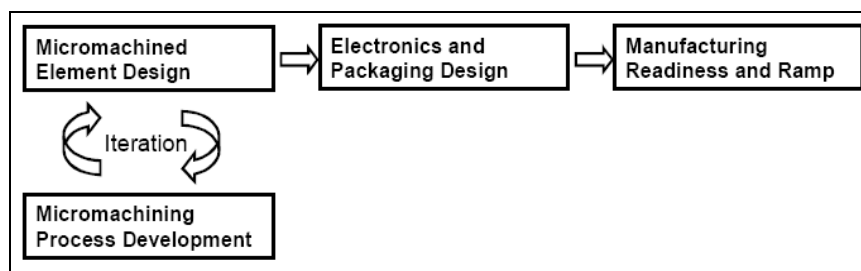 Micromachined
Element Design
Electronics and
Packaging Design
Manufacturing
Readiness and Ramp
Iteration
Micromachining
Process Development